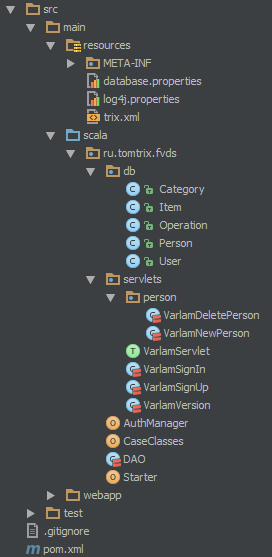 src
main
resources
META-INF
database.properties
log4j.properties
trix.xml
scala
ru.tomtrix.fvds
db
Category
Item
Operation
Person
User
servlets
person
VarlamDeletePerson
VarlamNewPerson
VarlamServlet
VarlamSignIn
VarlamSignUp
VarlamVersion
AuthManager
CaseClasses
DAO
Starter
webapp
test
.gitignore
pom.xml